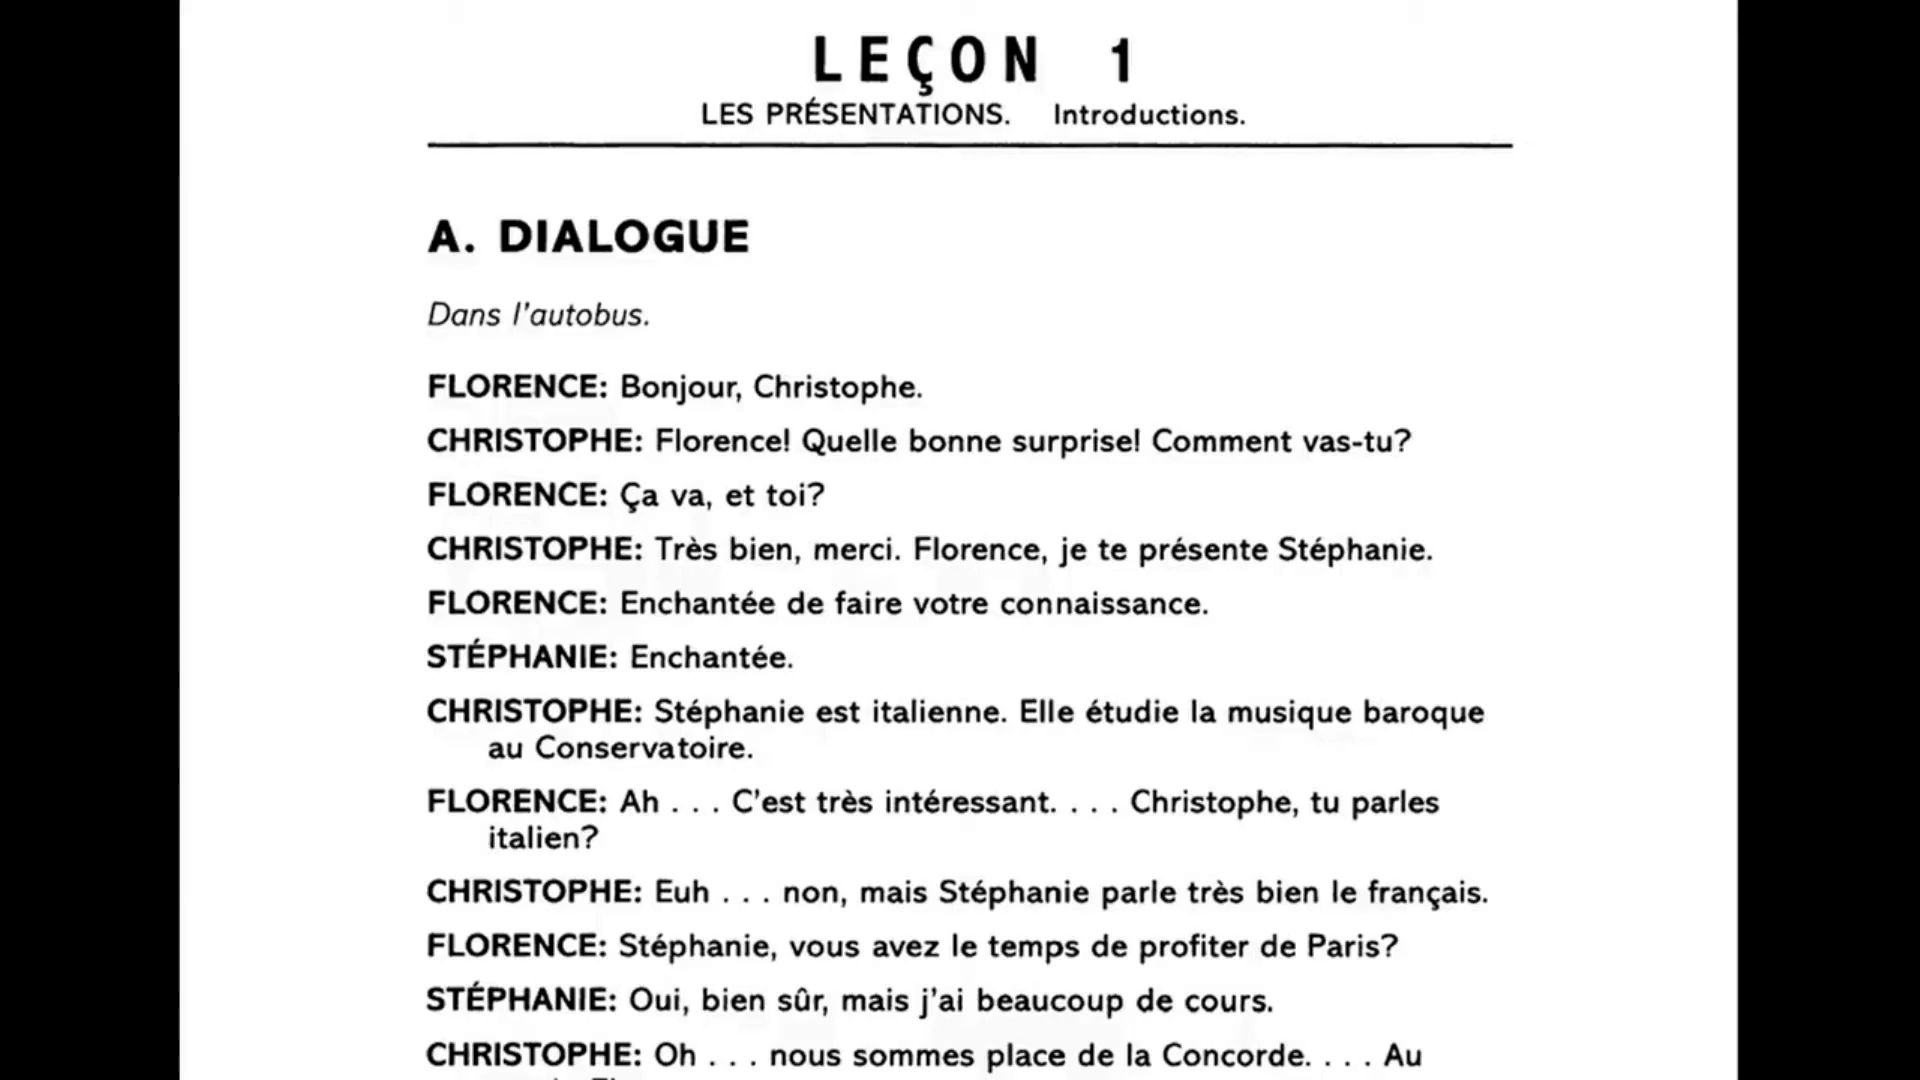 LEÇON 1
LES PRÉSENTATIONS. Introductions.
A. DIALOGUE
Dans l'autobus.
FLORENCE: Bonjour, Christophe.
CHRISTOPHE: Florence! Quelle bonne surprise! Comment vas-tu?
FLORENCE: Ça va, et toi?
CHRISTOPHE: Très bien, merci. Florence, je te présente Stéphanie.
FLORENCE: Enchantée de faire votre connaissance.
STÉPHANIE: Enchantée.
CHRISTOPHE: Stéphanie est italienne. Elle étudie la musique baroque
au Conservatoire.
FLORENCE: Ah . . . C'est très intéressant. . . . Christophe, tu parles
italien?
CHRISTOPHE: Euh . . . non, mais Stéphanie parle très bien le français.
FLORENCE: Stéphanie, vous avez le temps de profiter de Paris?
STÉPHANIE: Oui, bien sûr, mais j'ai beaucoup de cours.
CHRISTOPHE: Oh . . . nous sommes place de la Concorde. . . . Au